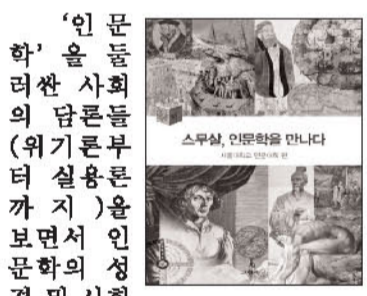 '인 문
학' 을 둘
러싼 사회
의 담론들
(위기론부
터 실용론
까 지 )을
보면서 인
문학의 성
스무살, 인문학을 만나다